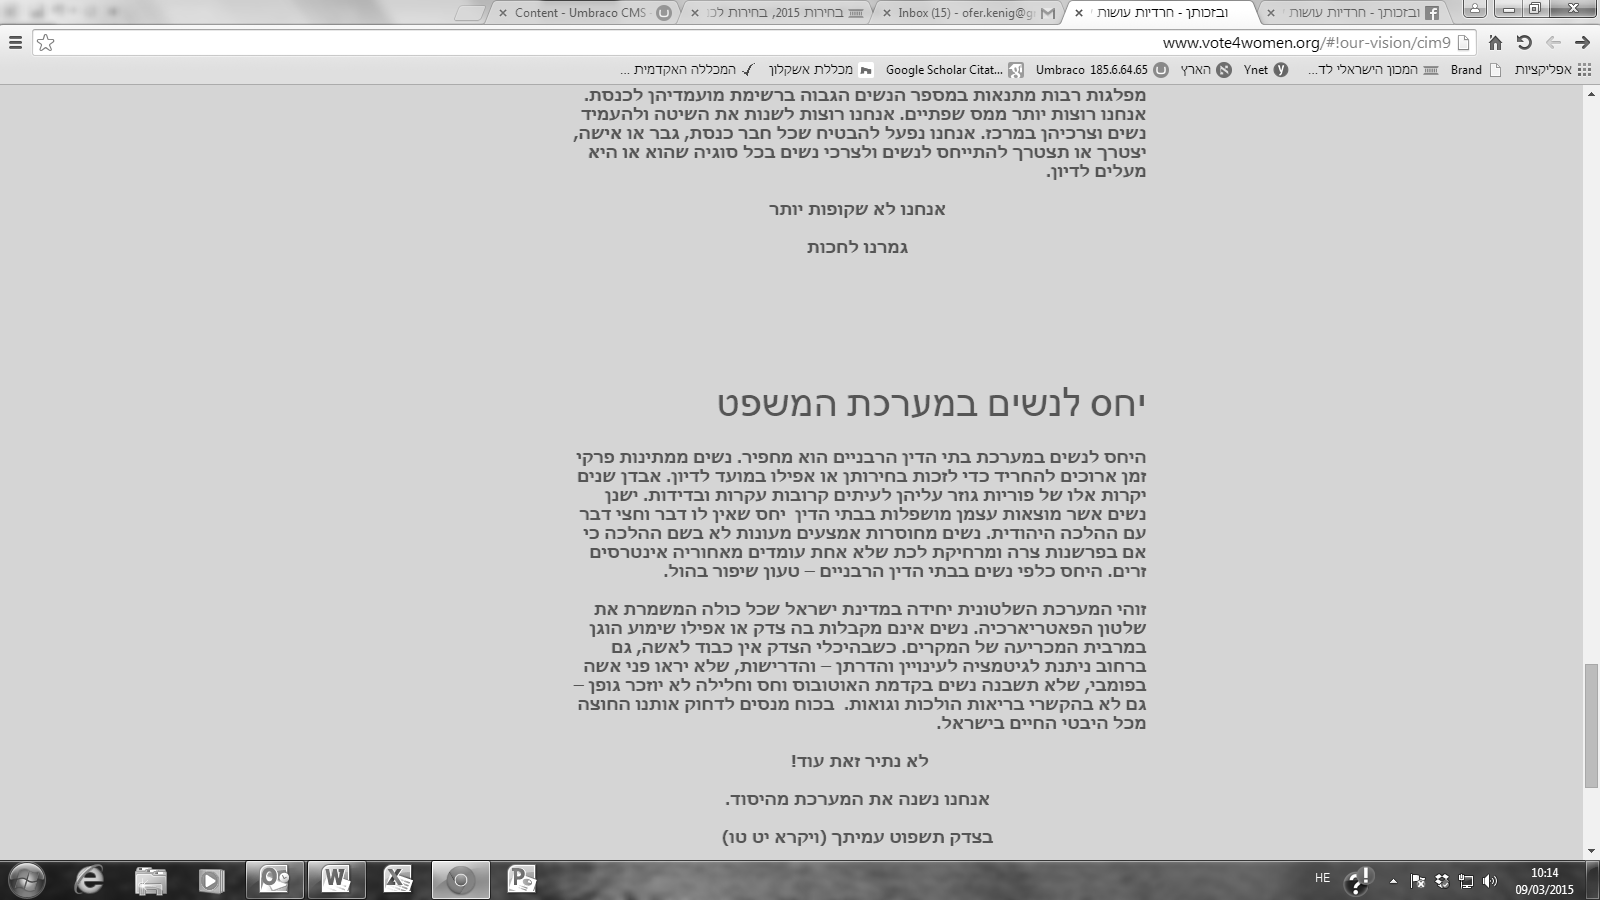 ובזכותן - חרדיות עושות
ובזכותן - חרדיות עושות
Inbox (15) - ofer.kenig@g
בחירות 2015, בחירות לכנ
Content - Umbraco CMS -
www.vote4women.org/#!our-vision/cim9
אפליקציות
Brand
המכון הישראלי לד...
Ynet
הארץ
Umbraco 185.6.64.65
Google Scholar Citat...
מכללת אשקלון
המכללה האקדמית ...
מפלגות רבות מתנאות במספר הנשים הגבוה ברשימת מועמדיהן לכנסת.
אנחנו רוצות יותר ממס שפתיים. אנחנו רוצות לשנות את השיטה ולהעמיד
נשים וצרכיהן במרכז. אנחנו נפעל להבטיח שכל חבר כנסת, גבר או אישה,
יצטרך או תצטרך להתייחס לנשים ולצרכי נשים בכל סוגיה שהוא או היא
מעלים לדיון.
אנחנו לא שקופות יותר
גמרנו לחכות
יחס לנשים במערכת המשפט
היחס לנשים במערכת בתי הדין הרבניים הוא מחפיר. נשים ממתינות פרקי
זמן ארוכים להחריד כדי לזכות בחירותן או אפילו במועד לדיון. אבדן שנים
יקרות אלו של פוריות גוזר עליהן לעיתים קרובות עקרות ובדידות. ישנן
נשים אשר מוצאות עצמן מושפלות בבתי הדין  יחס שאין לו דבר וחצי דבר
עם ההלכה היהודית. נשים מחוסרות אמצעים מעונות לא בשם ההלכה כי
אם בפרשנות צרה ומרחיקת לכת שלא אחת עומדים מאחוריה אינטרסים
זרים. היחס כלפי נשים בבתי הדין הרבניים – טעון שיפור בהול.
זוהי המערכת השלטונית יחידה במדינת ישראל שכל כולה המשמרת את
שלטון הפאטריארכיה. נשים אינם מקבלות בה צדק או אפילו שימוע הוגן
במרבית המכריעה של המקרים. כשבהיכלי הצדק אין כבוד לאשה, גם
ברחוב ניתנת לגיטמציה לעינויין והדרתן – והדרישות, שלא יראו פני אשה
בפומבי, שלא תשבנה נשים בקדמת האוטובוס וחס וחלילה לא יוזכר גופן –
גם לא בהקשרי בריאות הולכות וגואות.  בכוח מנסים לדחוק אותנו החוצה
מכל היבטי החיים בישראל.
לא נתיר זאת עוד!
אנחנו נשנה את המערכת מהיסוד.
בצדק תשפוט עמיתך (ויקרא יט טו)
HE
10:14
09/03/2015